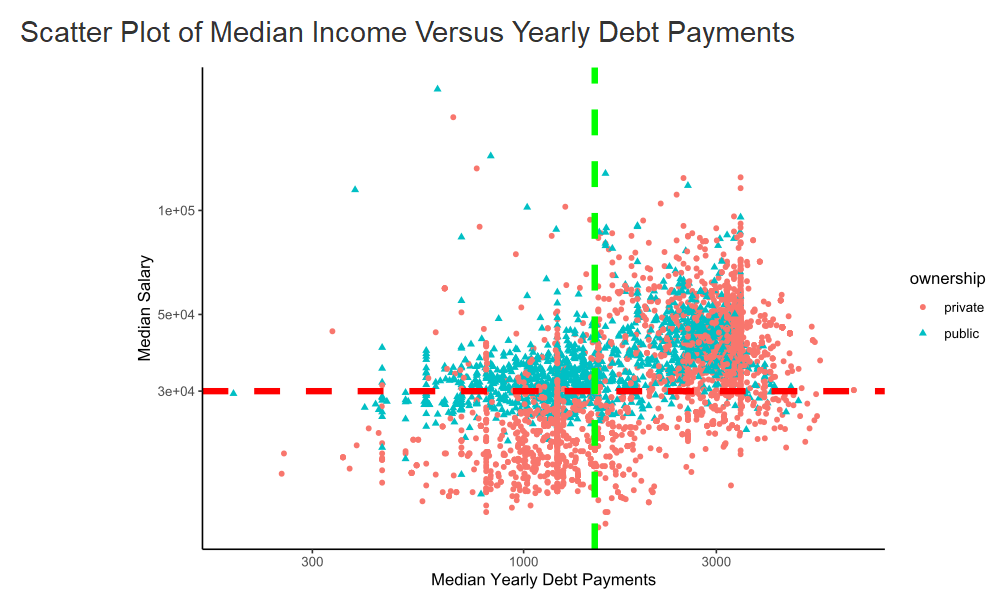 Scatter Plot of Median Income Versus Yearly Debt Payments
Median Salary
1e+05
5e+04
3e+04
300
1000
3000
Median Yearly Debt Payments
ownership
private
public